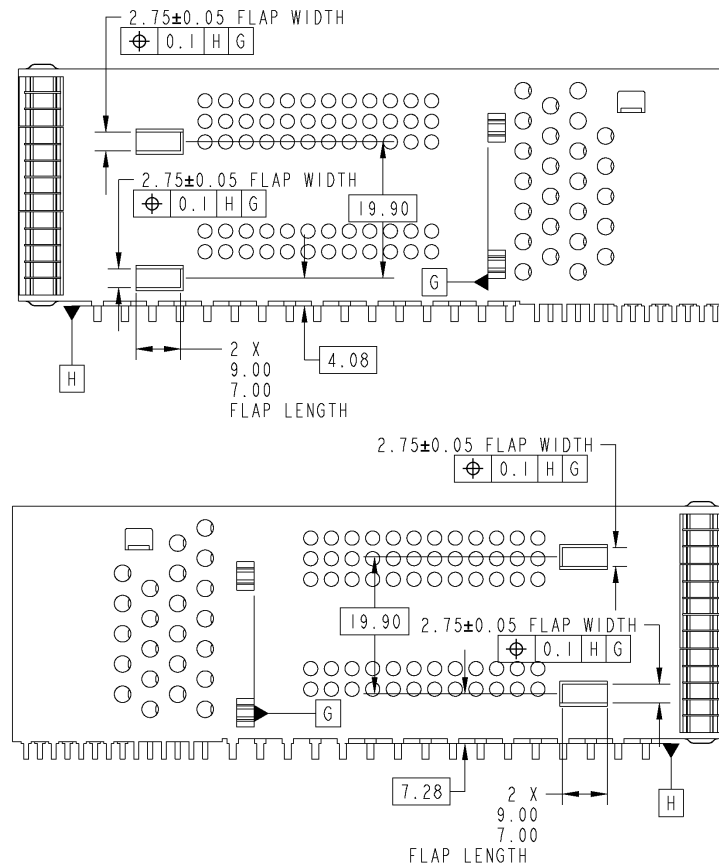 2.75±0.05 FLAP WIDTH
⌖ 0.1 H G
2.75±0.05 FLAP WIDTH
⌖ 0.1 H G
19.90
G
H
2 X
9.00
7.00
FLAP LENGTH
4.08
2.75±0.05 FLAP WIDTH
⌖ 0.1 H G
19.90
2.75±0.05 FLAP WIDTH
⌖ 0.1 H G
G
7.28
2 X
9.00
7.00
FLAP LENGTH
H